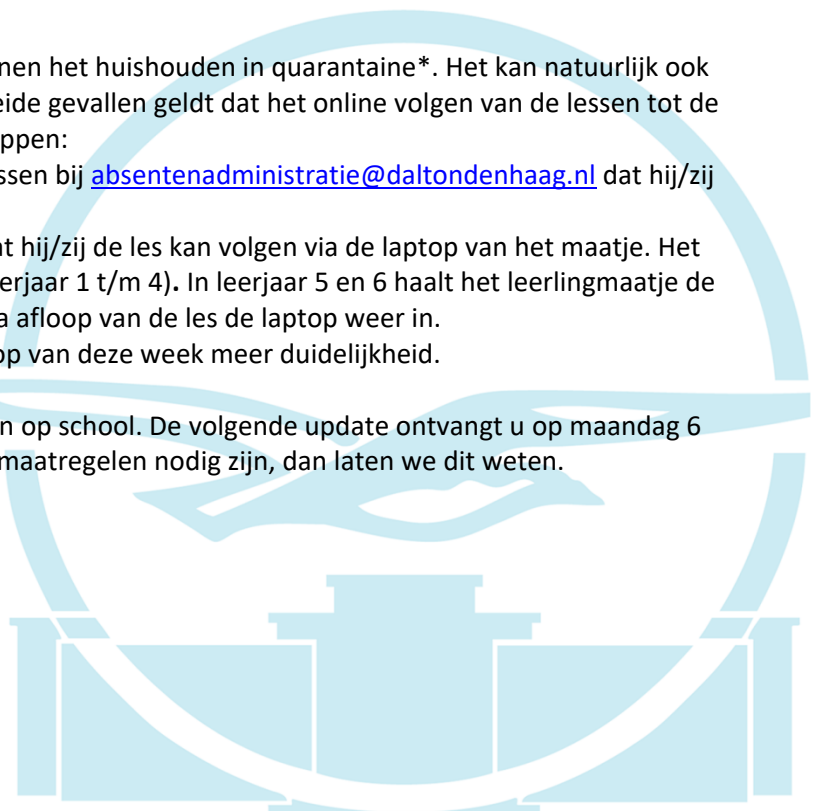 nen het huishouden in quarantaine*. Het kan natuurlijk ook
eide gevallen geldt dat het online volgen van de lessen tot de
ppen:
ssen bij absentenadministratie@daltondenhaag.nl dat hij/zij
at hij/zij de les kan volgen via de laptop van het maatje. Het
erjaar 1 t/m 4). In leerjaar 5 en 6 haalt het leerlingmaatje de
a afloop van de les de laptop weer in.
op van deze week meer duidelijkheid.
n op school. De volgende update ontvangt u op maandag 6
maatregelen nodig zijn, dan laten we dit weten.